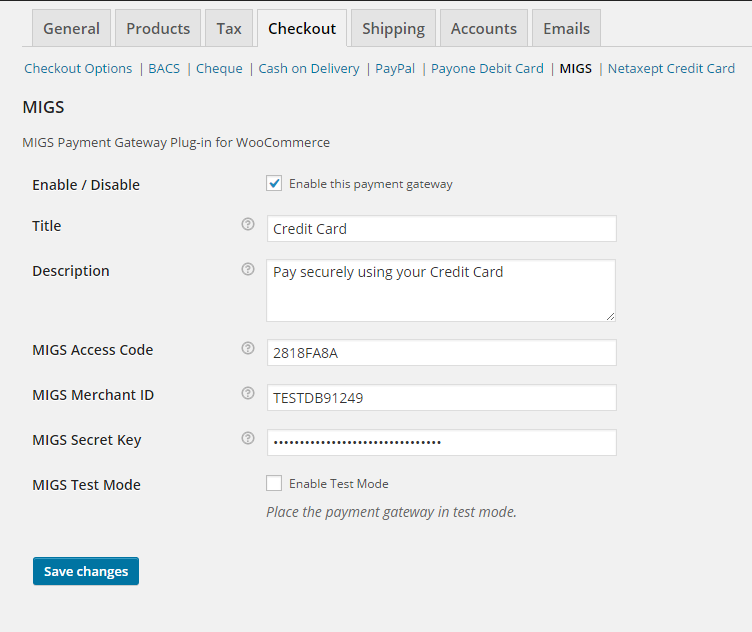 General Products Tax Checkout Shipping Accounts Emails
Checkout Options | BACS | Cheque | Cash on Delivery | PayPal | Payone Debit Card | MIGS | Netaxept Credit Card
MIGS
MIGS Payment Gateway Plug-in for WooCommerce
Enable / Disable Enable this payment gateway
Title ? Credit Card
Description ? Pay securely using your Credit Card
MIGS Access Code ? 2818FA8A
MIGS Merchant ID ? TESTDB91249
MIGS Secret Key ? ••••••••••••••••••••••••••••••••
MIGS Test Mode Enable Test Mode
Place the payment gateway in test mode.
Save changes